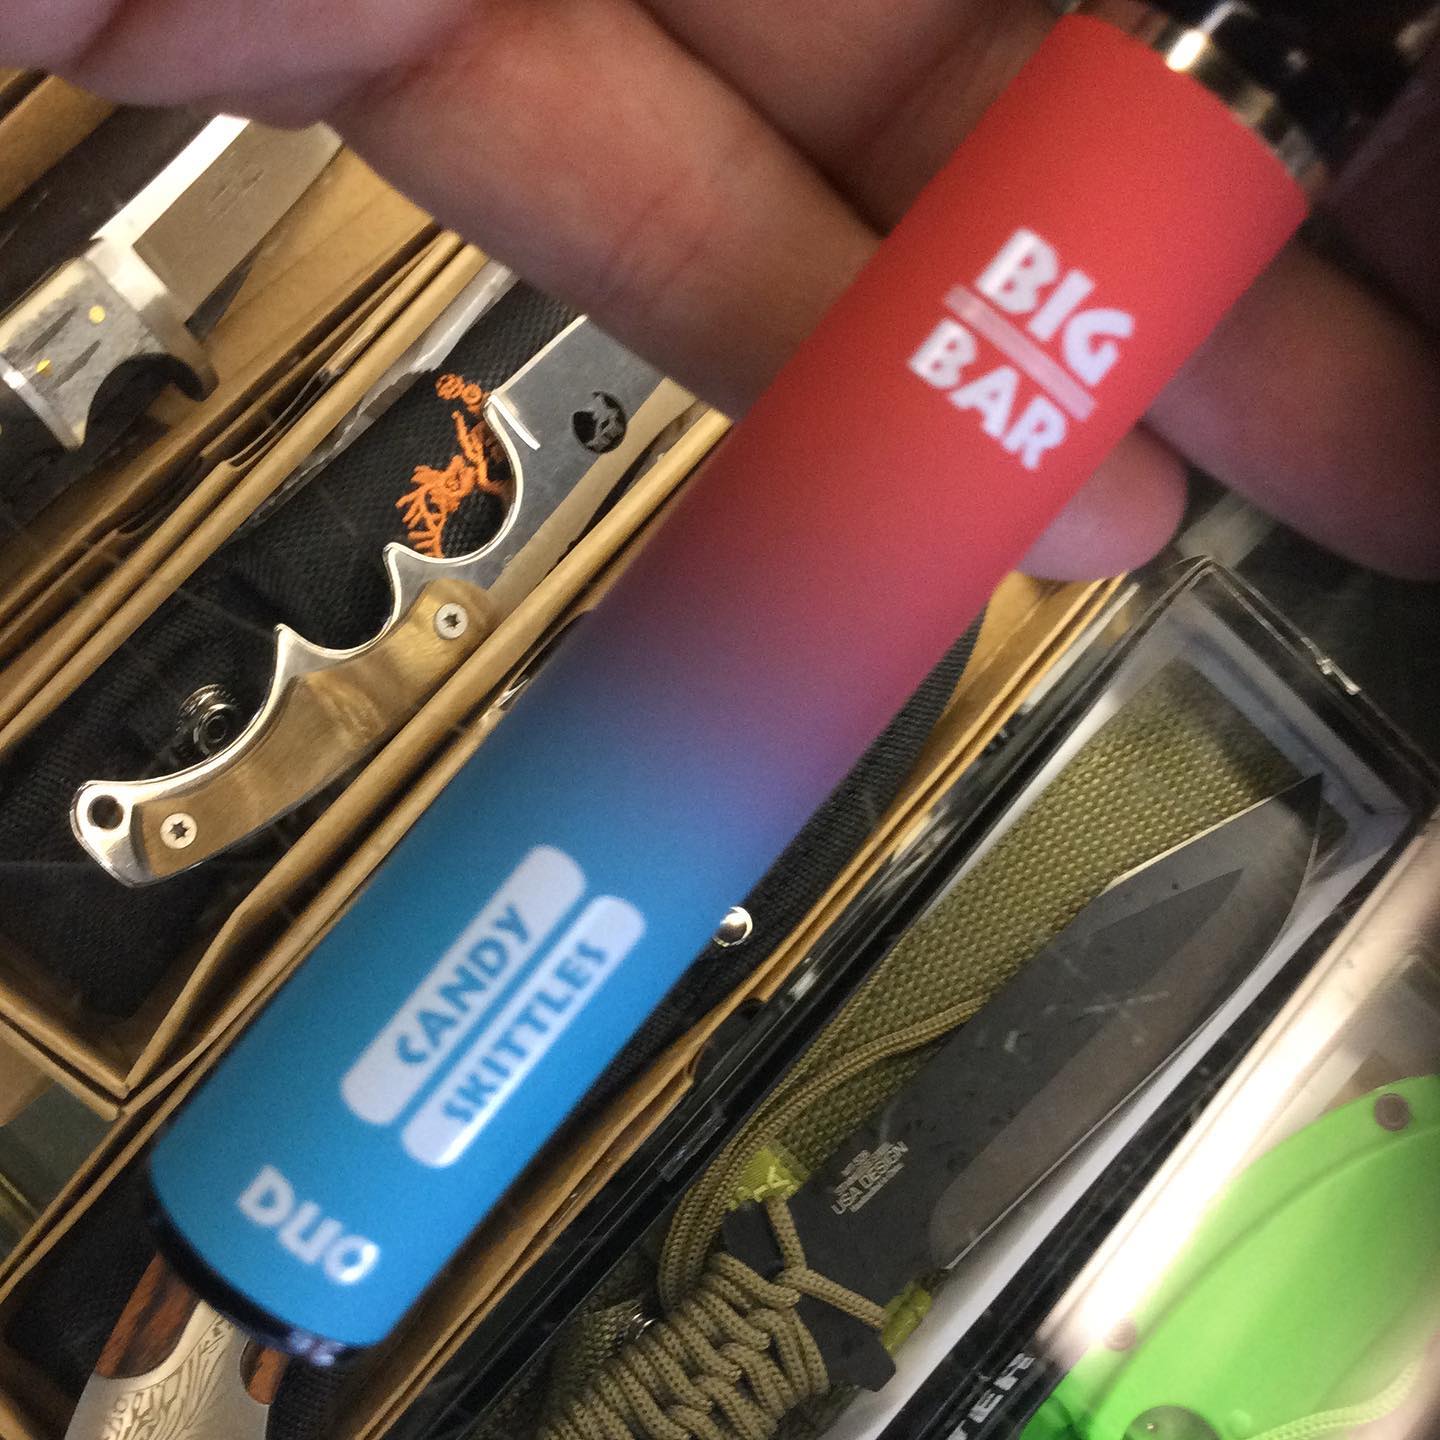 BIG
BAR
CANDY
SKITTLES
DUO
USA DESIGN